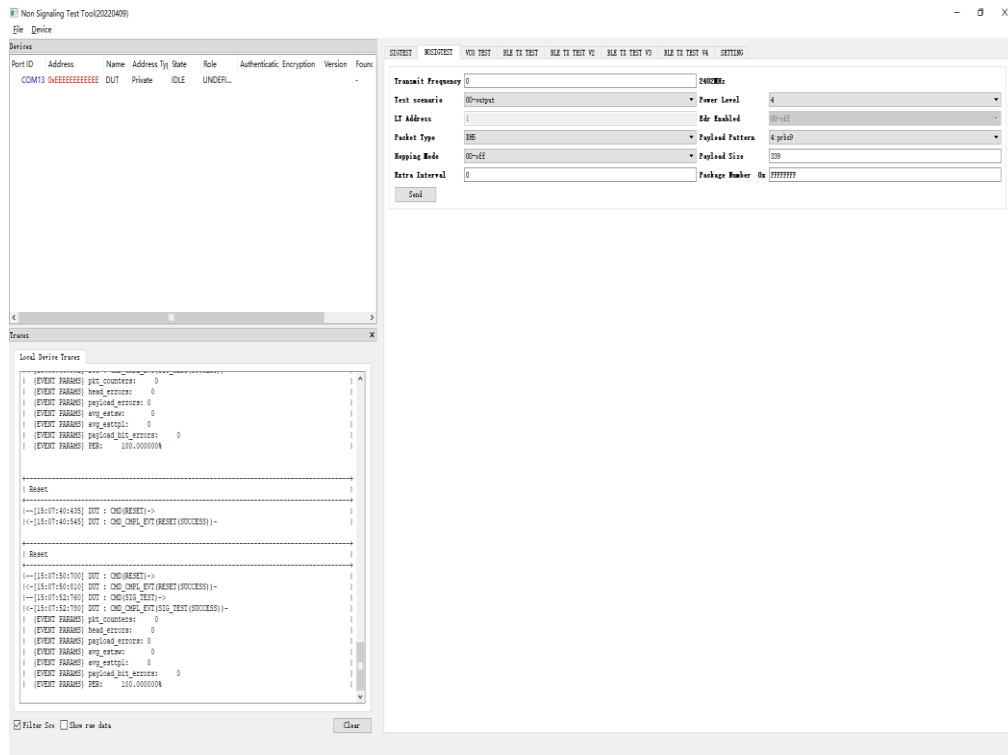 Non Signaling Test Tool(20220409)
File Device
Devices
Port ID Address Name Address Typ State Role Authenticatic Encryption Version Founc
COM13 0xEEEEEEEEEEEE DUT Private IDLE UNDEFI... -
Traces
Local Device Traces
| {EVENT PARAMS} pkt_counters: 0 |
| {EVENT PARAMS} head_errors: 0 |
| {EVENT PARAMS} payload_errors: 0 |
| {EVENT PARAMS} avg_estsw: 0 |
| {EVENT PARAMS} avg_esttpl: 0 |
| {EVENT PARAMS} payload_bit_errors: 0 |
| {EVENT PARAMS} PER: 100.000000% |
| Reset |
|--[15:07:40:435] DUT : CMD(RESET)->
|<-[15:07:40:545] DUT : CMD_CMPL_EVT(RESET(SUCCESS))-
| Reset |
|--[15:07:50:700] DUT : CMD(RESET)->
|<-[15:07:50:810] DUT : CMD_CMPL_EVT(RESET(SUCCESS))-
|--[15:07:52:760] DUT : CMD(SIG_TEST)->
|<-[15:07:52:780] DUT : CMD_CMPL_EVT(SIG_TEST(SUCCESS))-
| {EVENT PARAMS} pkt_counters: 0 |
| {EVENT PARAMS} head_errors: 0 |
| {EVENT PARAMS} payload_errors: 0 |
| {EVENT PARAMS} avg_estsw: 0 |
| {EVENT PARAMS} avg_esttpl: 0 |
| {EVENT PARAMS} payload_bit_errors: 0 |
| {EVENT PARAMS} PER: 100.000000% |
Filter Sco Show raw data Clear
SIGTEST NOSIGTEST VCO TEST BLE TX TEST BLE TX TEST V2 BLE TX TEST V3 BLE TX TEST V4 SETTING
Transmit Frequency 0 2402MHz
Test scenario 00-output Power Level 4
LT Address 1 Edr Enabled 00-off
Packet Type DH5 Payload Pattern 4:prbs9
Hopping Mode 00-off Payload Size 339
Extra Interval 0 Package Number 0x FFFFFFFF
Send